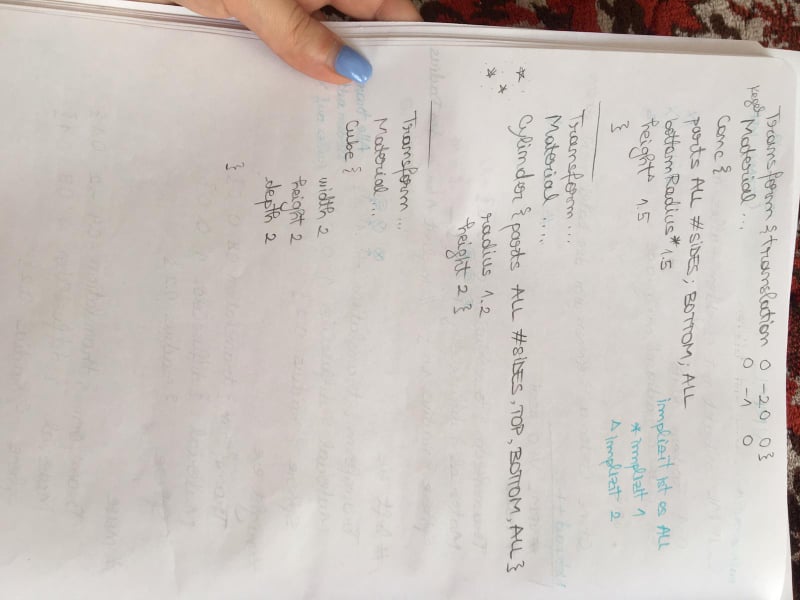 Transform {translation 0 -20 0}
Kegel Material ... 0 -1 0
Cone {
parts ALL #SIDES; BOTTOM; ALL
bottomRadius* 1.5
implizit ist es ALL
height△ 1.5
* implizit 1
}
△ implizit 2
Transform ...
Material ....
* Cylinder {parts ALL #SIDES, TOP, BOTTOM, ALL}
*
* radius 1.2
height 2 }
Transform...
Material ...
Cube {
width 2
height 2
depth 2
}